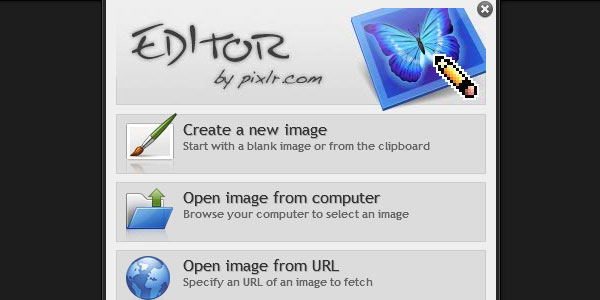 EDITOR
by pixlr.com
Create a new image
Start with a blank image or from the clipboard
Open image from computer
Browse your computer to select an image
Open image from URL
Specify an URL of an image to fetch